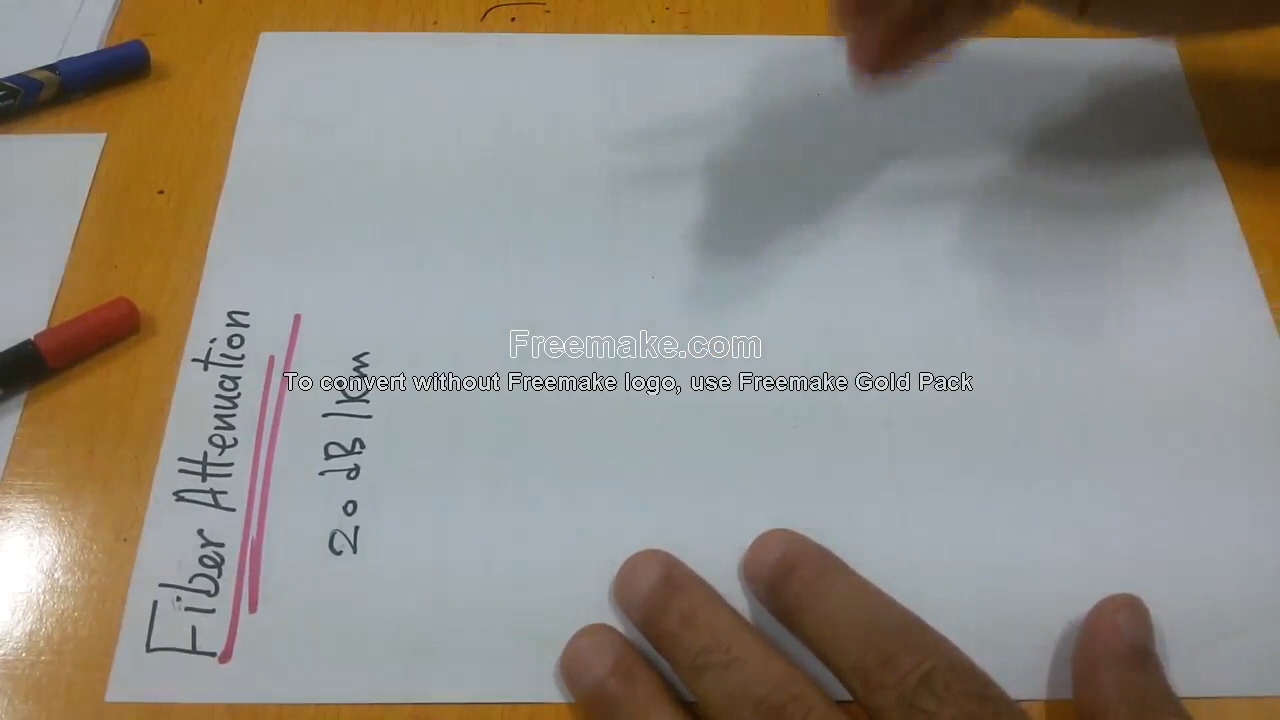 Fiber Attenuation
20 dB/km
Freemake.com
To convert without Freemake logo, use Freemake Gold Pack